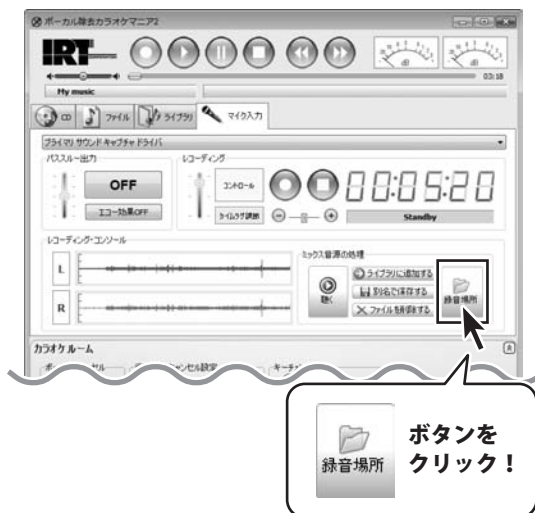 ボーカル除去カラオケマニア2
IRT
dB
dB
03:18
My music
CD
ファイル
ライブラリ
マイク入力
プライマリ サウンド キャプチャ ドライバ
パススルー出力
OFF
エコー効果OFF
レコーディング
コントロール
タイムラグ調節
00:05:20
Standby
レコーディング・コンソール
L
R
ミックス音源の処理
聴く
ライブラリに追加する
別名で保存する
ファイルを削除する
録音場所
カラオケ ルーム
録音場所
ボタンを
クリック！